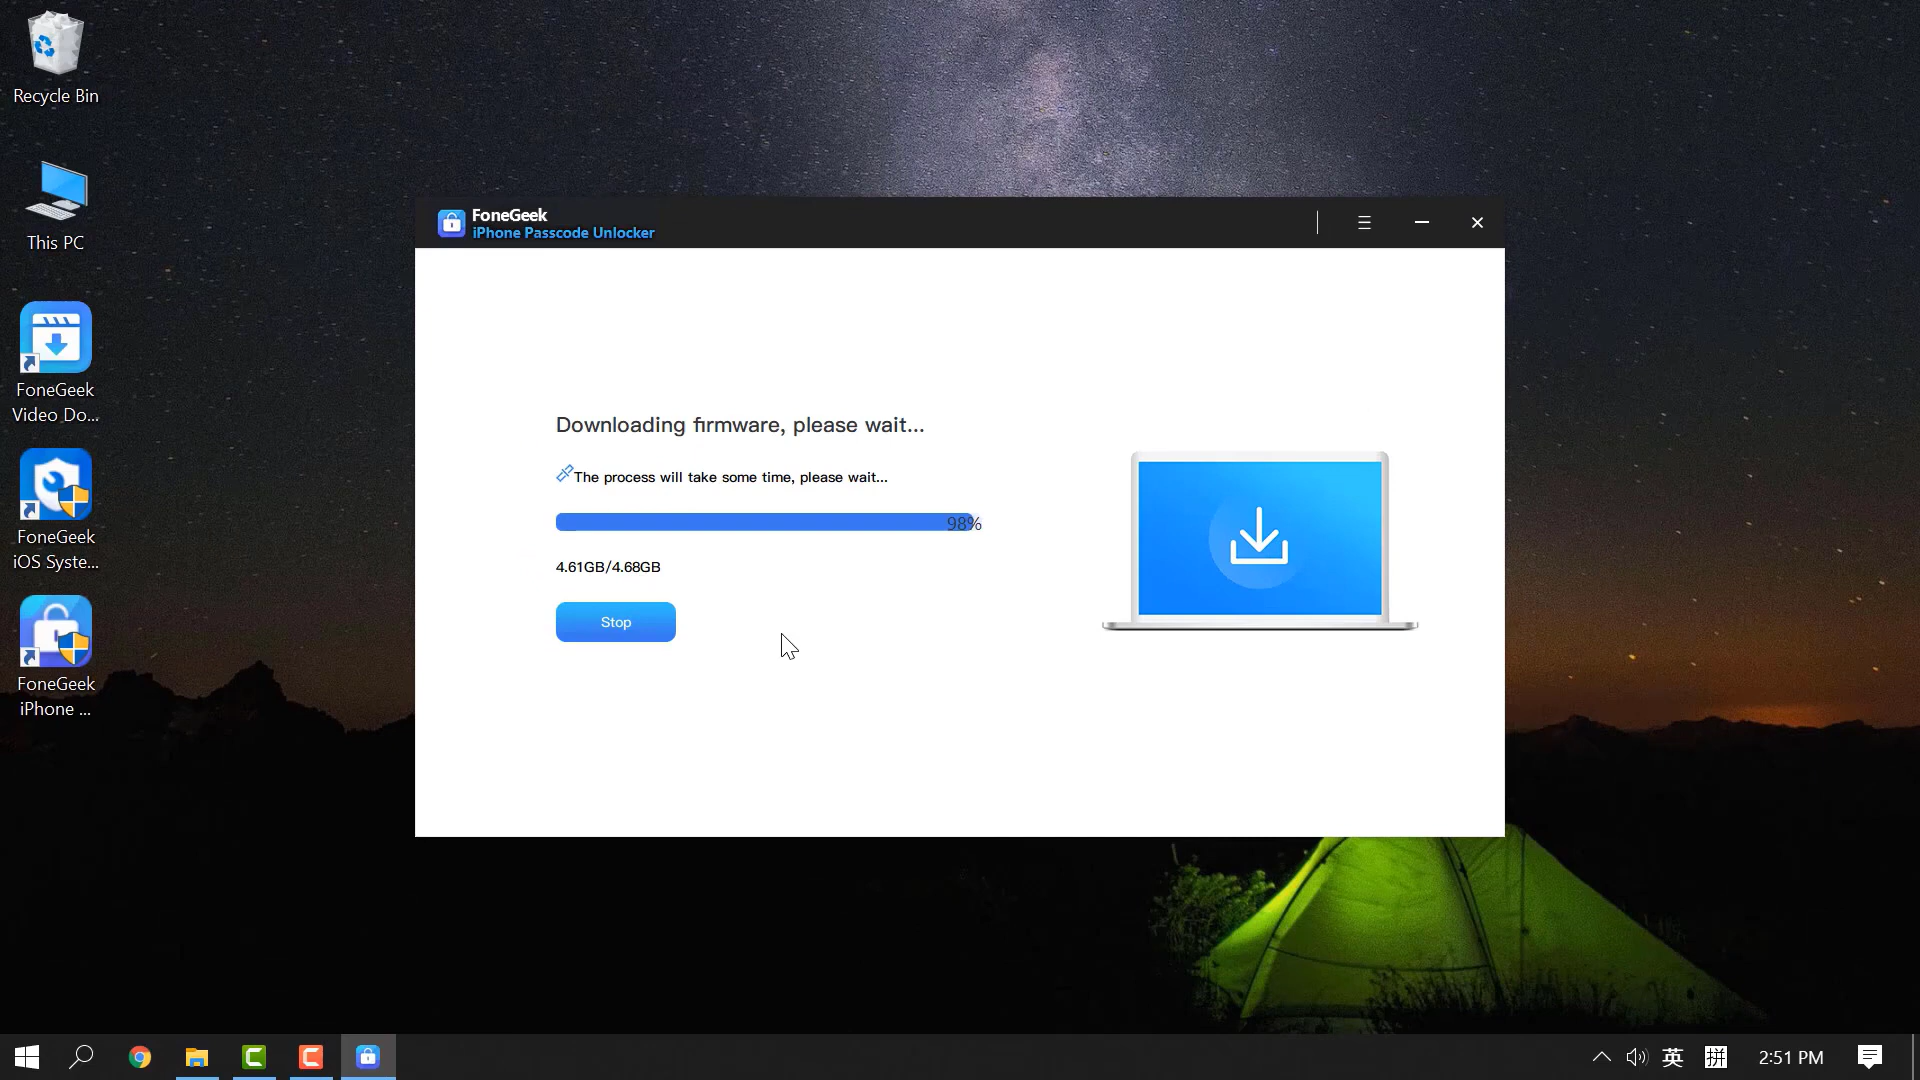 Recycle Bin
This PC
FoneGeek
Video Do...
FoneGeek
iOS Syste...
FoneGeek
iPhone ...
FoneGeek
iPhone Passcode Unlocker
Downloading firmware, please wait...
The process will take some time, please wait...
98%
4.61GB/4.68GB
Stop
英
拼
2:51 PM